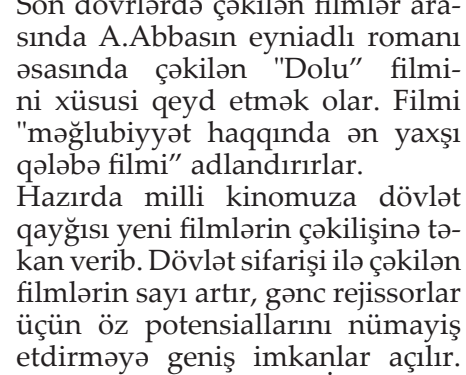 Son dövrlərdə çəkilən filmlər ara-
sında A.Abbasın eyniadlı romanı
əsasında çəkilən "Dolu” filmi-
ni xüsusi qeyd etmək olar. Filmi
"məğlubiyyət haqqında ən yaxşı
qələbə filmi” adlandırırlar.
Hazırda milli kinomuza dövlət
qayğısı yeni filmlərin çəkilişinə tə-
kan verib. Dövlət sifarişi ilə çəkilən
filmlərin sayı artır, gənc rejissorlar
üçün öz potensiallarını nümayiş
etdirməyə geniş imkanlar açılır.